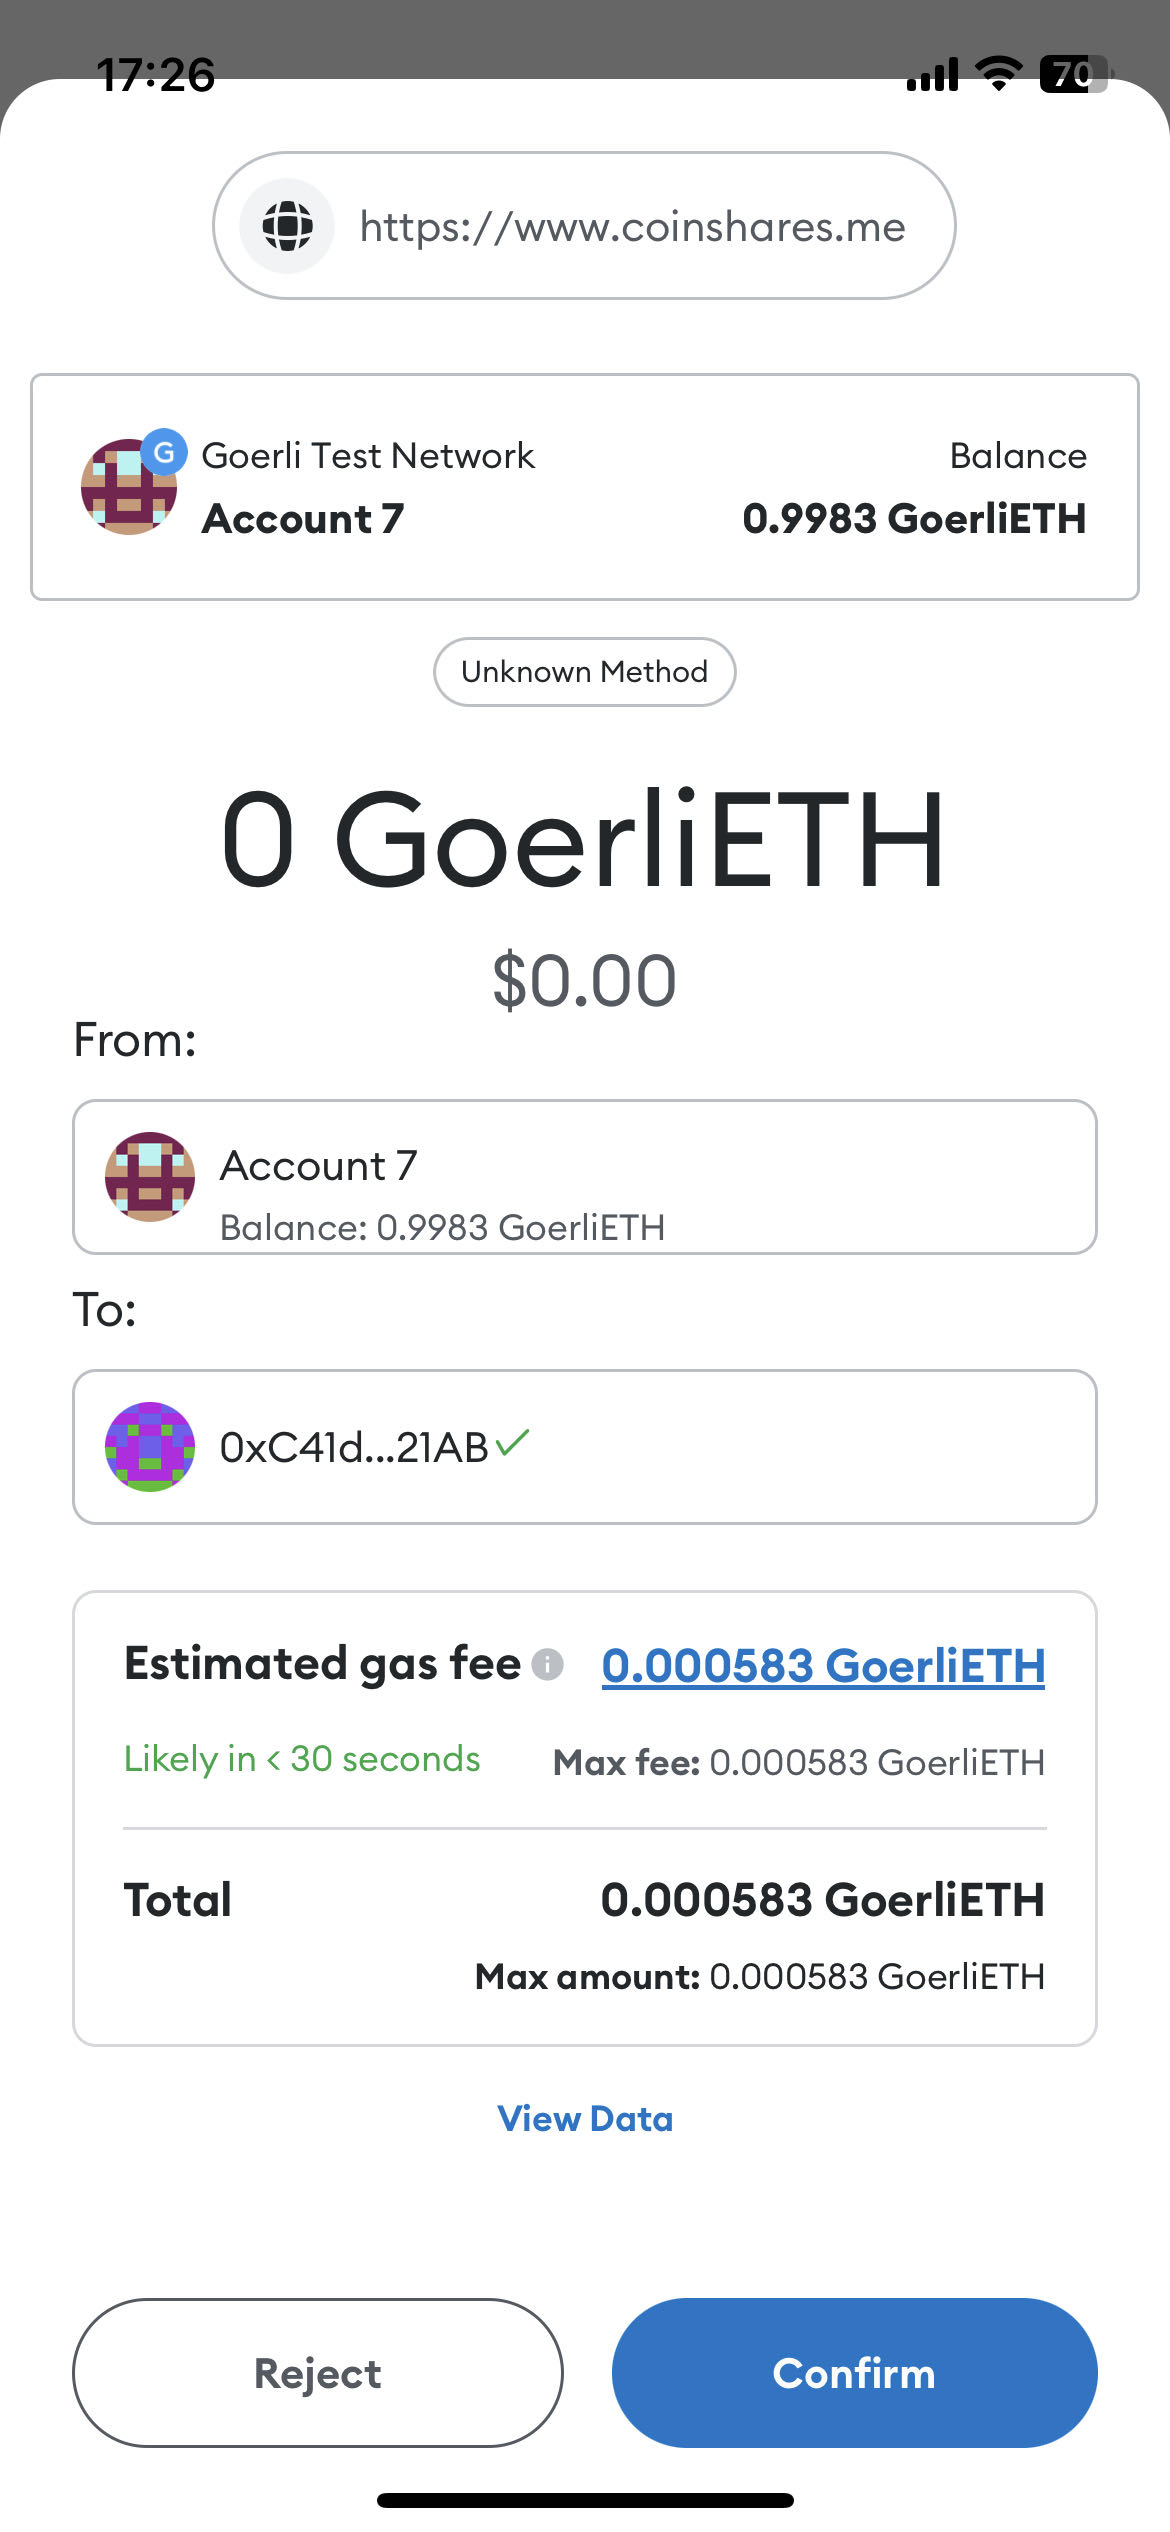 17:26
70
https://www.coinshares.me
G
Goerli Test Network
Balance
Account 7
0.9983 GoerliETH
Unknown Method
0 GoerliETH
$0.00
From:
Account 7
Balance: 0.9983 GoerliETH
To:
0xC41d...21AB
Estimated gas fee
0.000583 GoerliETH
Likely in < 30 seconds
Max fee: 0.000583 GoerliETH
Total
0.000583 GoerliETH
Max amount: 0.000583 GoerliETH
View Data
Reject
Confirm